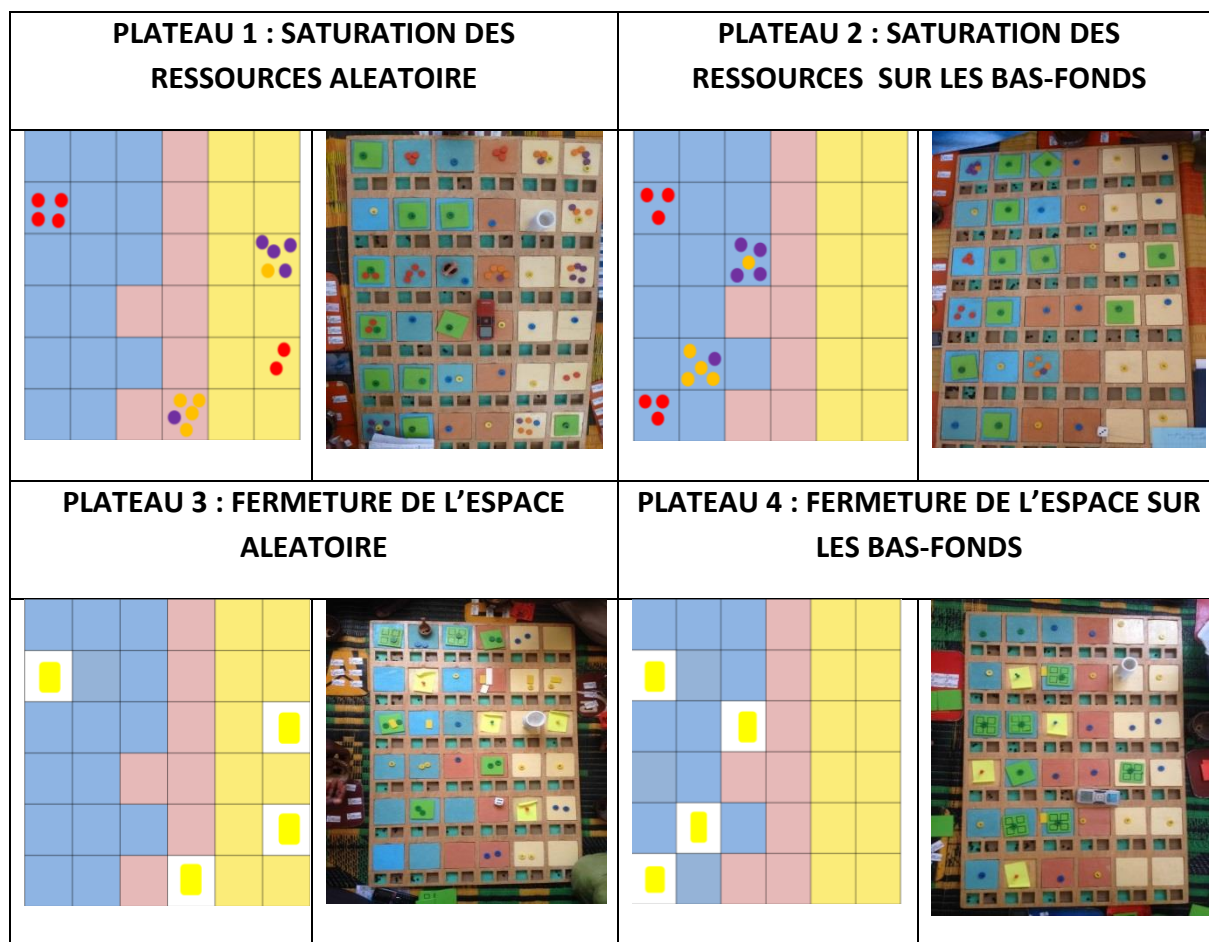 PLATEAU 1 : SATURATION DES
RESSOURCES ALEATOIRE
PLATEAU 2 : SATURATION DES
RESSOURCES SUR LES BAS-FONDS
PLATEAU 3 : FERMETURE DE L’ESPACE
ALEATOIRE
PLATEAU 4 : FERMETURE DE L’ESPACE SUR
LES BAS-FONDS